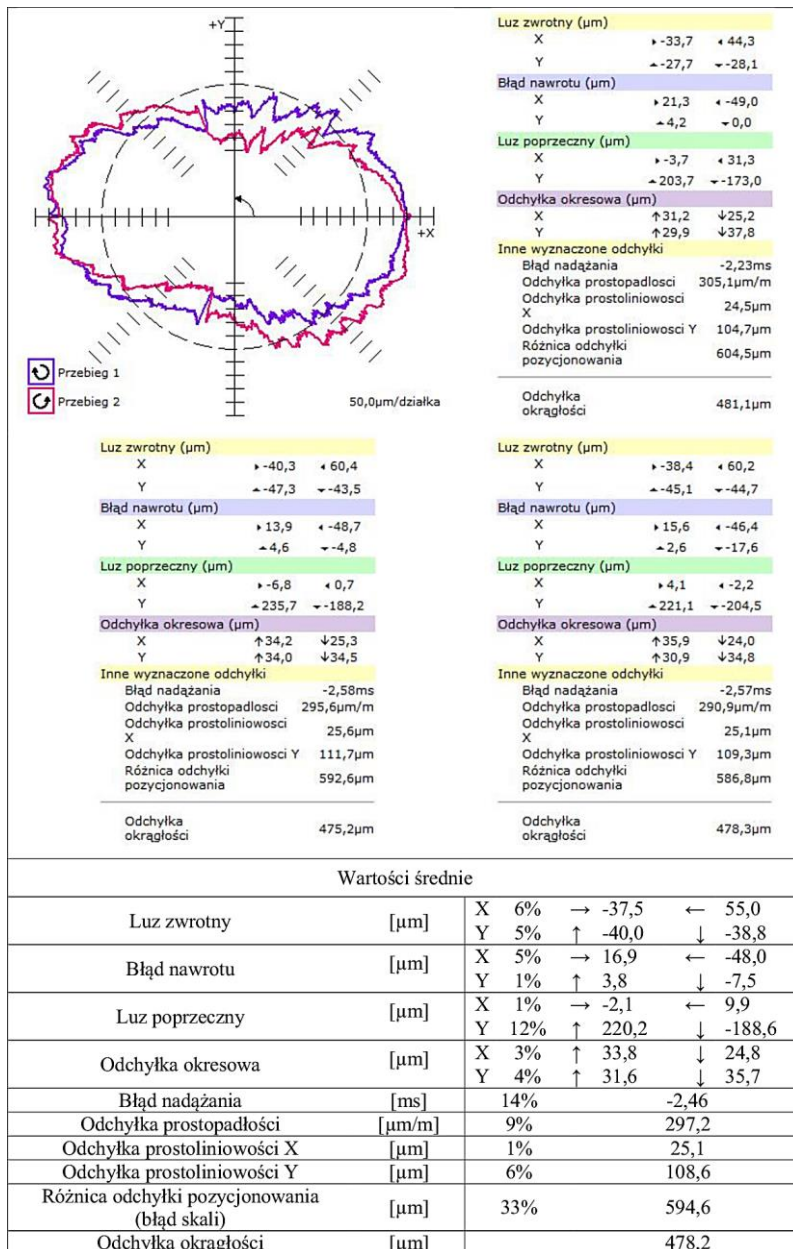 +Y
+X
Przebieg 1
Przebieg 2
50,0µm/działka
Luz zwrotny (µm)
X ▸-33,7 ◂44,3
Y ▴-27,7 ▾-28,1
Błąd nawrotu (µm)
X ▸21,3 ◂-49,0
Y ▴4,2 ▾0,0
Luz poprzeczny (µm)
X ▸-3,7 ◂31,3
Y ▴203,7 ▾-173,0
Odchyłka okresowa (µm)
X ↑31,2 ↓25,2
Y ↑29,9 ↓37,8
Inne wyznaczone odchyłki
Błąd nadążania -2,23ms
Odchyłka prostopadlosci 305,1µm/m
Odchyłka prostoliniowosci
X 24,5µm
Odchyłka prostoliniowosci Y 104,7µm
Różnica odchyłki
pozycjonowania 604,5µm
Odchyłka
okrągłości 481,1µm
Luz zwrotny (µm)
X ▸-40,3 ◂60,4
Y ▴-47,3 ▾-43,5
Błąd nawrotu (µm)
X ▸13,9 ◂-48,7
Y ▴4,6 ▾-4,8
Luz poprzeczny (µm)
X ▸-6,8 ◂0,7
Y ▴235,7 ▾-188,2
Odchyłka okresowa (µm)
X ↑34,2 ↓25,3
Y ↑34,0 ↓34,5
Inne wyznaczone odchyłki
Błąd nadążania -2,58ms
Odchyłka prostopadlosci 295,6µm/m
Odchyłka prostoliniowosci
X 25,6µm
Odchyłka prostoliniowosci Y 111,7µm
Różnica odchyłki
pozycjonowania 592,6µm
Odchyłka
okrągłości 475,2µm
Luz zwrotny (µm)
X ▸-38,4 ◂60,2
Y ▴-45,1 ▾-44,7
Błąd nawrotu (µm)
X ▸15,6 ◂-46,4
Y ▴2,6 ▾-17,6
Luz poprzeczny (µm)
X ▸4,1 ◂-2,2
Y ▴221,1 ▾-204,5
Odchyłka okresowa (µm)
X ↑35,9 ↓24,0
Y ↑30,9 ↓34,8
Inne wyznaczone odchyłki
Błąd nadążania -2,57ms
Odchyłka prostopadlosci 290,9µm/m
Odchyłka prostoliniowosci
X 25,1µm
Odchyłka prostoliniowosci Y 109,3µm
Różnica odchyłki
pozycjonowania 586,8µm
Odchyłka
okrągłości 478,3µm
Wartości średnie
Luz zwrotny [µm] X 6% → -37,5 ← 55,0
Y 5% ↑ -40,0 ↓ -38,8
Błąd nawrotu [µm] X 5% → 16,9 ← -48,0
Y 1% ↑ 3,8 ↓ -7,5
Luz poprzeczny [µm] X 1% → -2,1 ← 9,9
Y 12% ↑ 220,2 ↓ -188,6
Odchyłka okresowa [µm] X 3% ↑ 33,8 ↓ 24,8
Y 4% ↑ 31,6 ↓ 35,7
Błąd nadążania [ms] 14% -2,46
Odchyłka prostopadłości [µm/m] 9% 297,2
Odchyłka prostoliniowości X [µm] 1% 25,1
Odchyłka prostoliniowości Y [µm] 6% 108,6
Różnica odchyłki pozycjonowania
(błąd skali) [µm] 33% 594,6
Odchyłka okrągłości [µm] 478,2